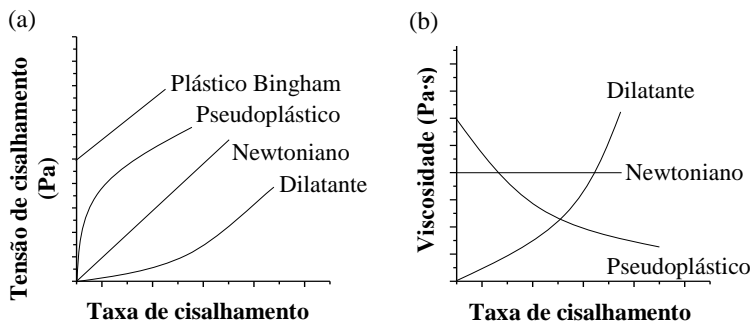 (a)
Tensão de cisalhamento
(Pa)
Plástico Bingham
Pseudoplástico
Newtoniano
Dilatante
Taxa de cisalhamento
(b)
Viscosidade (Pa·s)
Dilatante
Newtoniano
Pseudoplástico
Taxa de cisalhamento